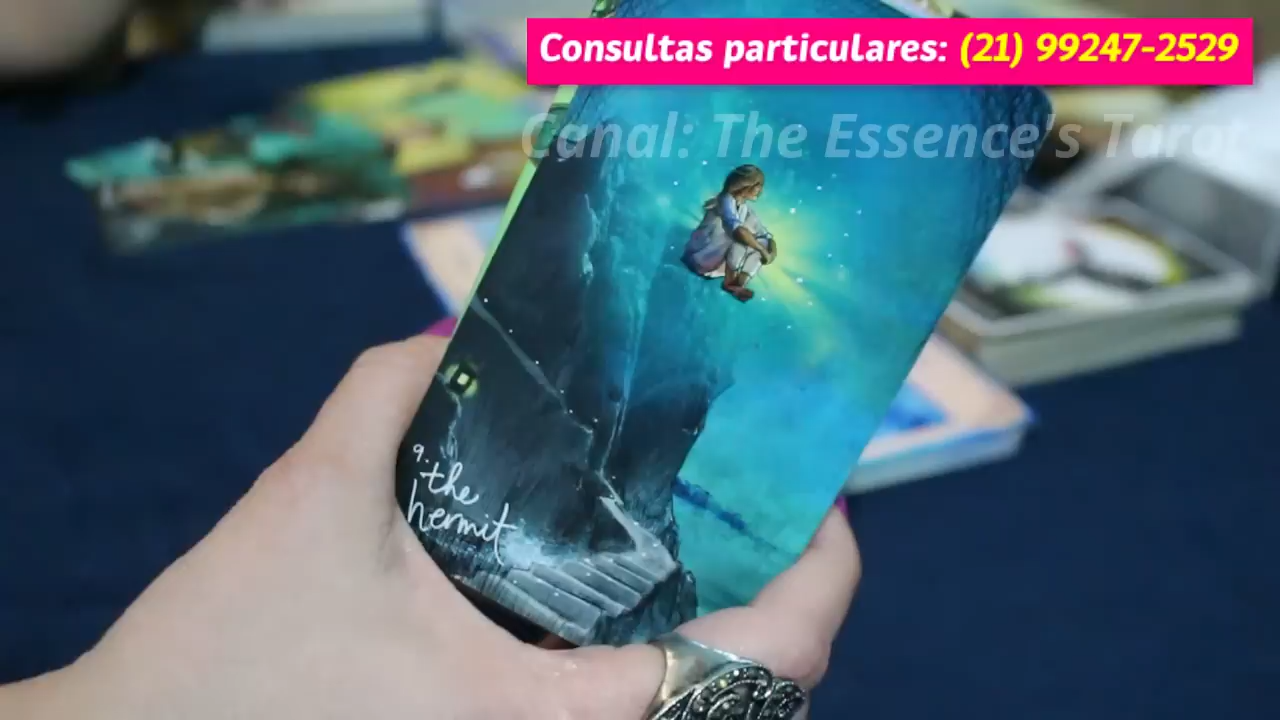 Consultas particulares: (21) 99247-2529
Canal: The Essence's Tarot
9.
the
hermit